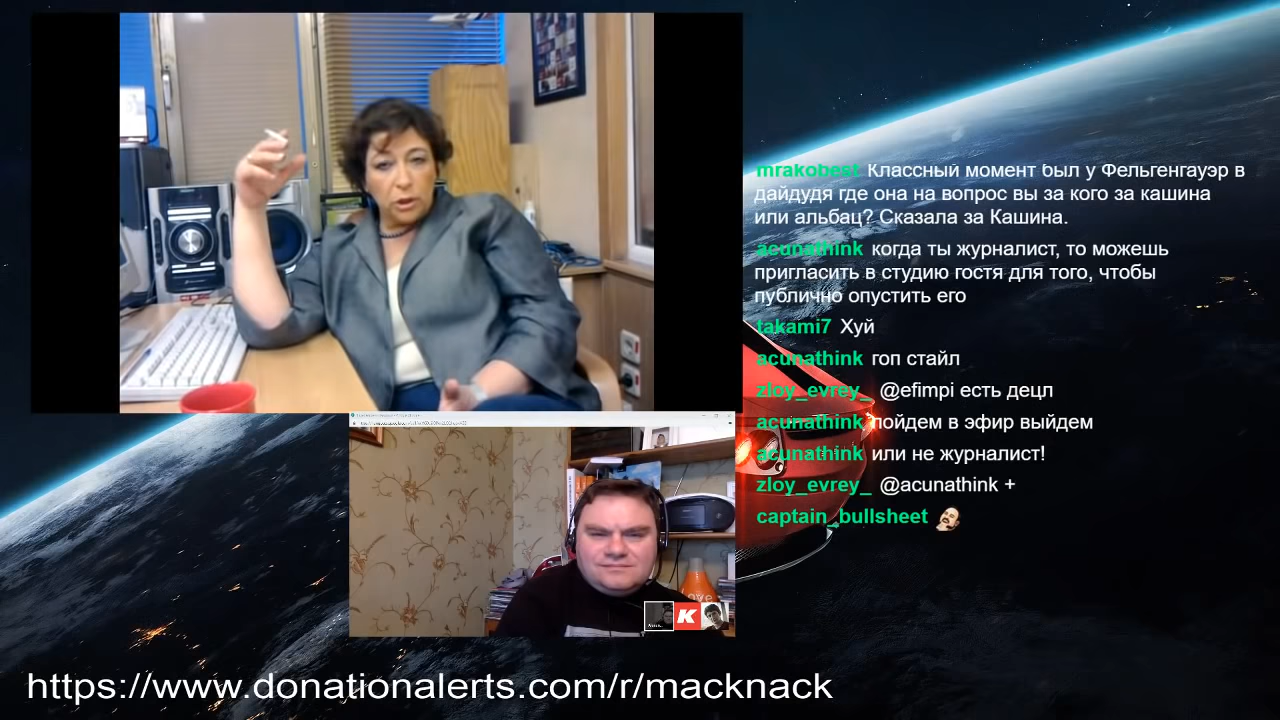 mrakobest Классный момент был у Фельгенгауэр в
дайдудя где она на вопрос вы за кого за кашина
или альбац? Сказала за Кашина.
acunathink когда ты журналист, то можешь
пригласить в студию гостя для того, чтобы
публично опустить его
takami7 Хуй
acunathink гоп стайл
zloy_evrey_ @efimpi есть децл
acunathink пойдем в эфир выйдем
acunathink или не журналист!
zloy_evrey_ @acunathink +
captain_bullsheet
LOVE
K
https://www.donationalerts.com/r/macknack